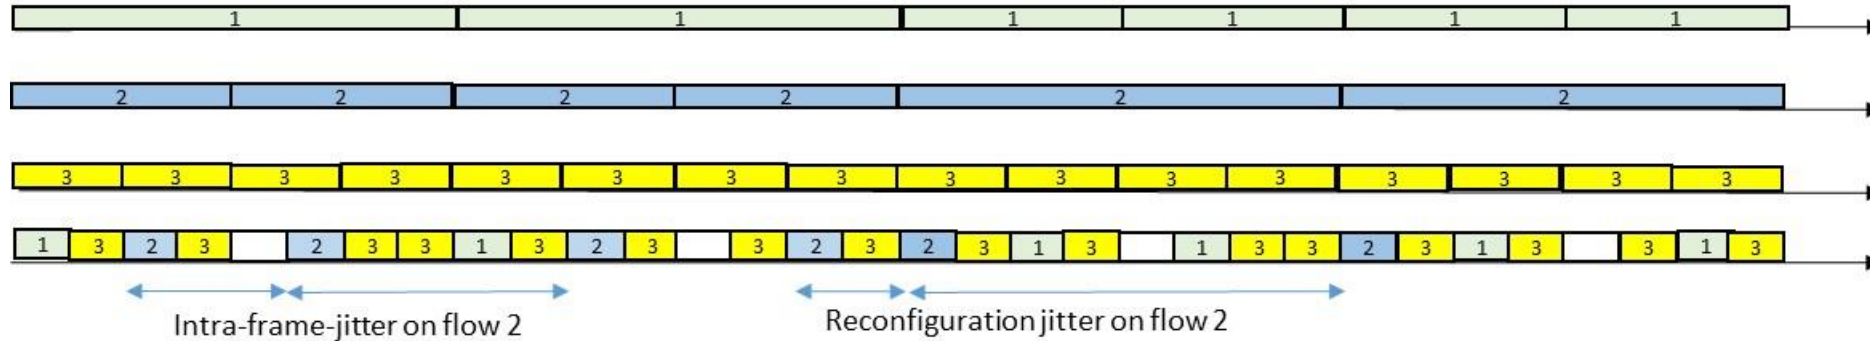 1 1 1 1 1 1
2 2 2 2 2 2
3 3 3 3 3 3 3 3 3 3 3 3 3 3 3 3
1 3 2 3 2 3 3 1 3 2 3 3 2 3 2 3 1 3 1 3 3 2 3 1 3 3 1 3
Intra-frame-jitter on flow 2 Reconfiguration jitter on flow 2